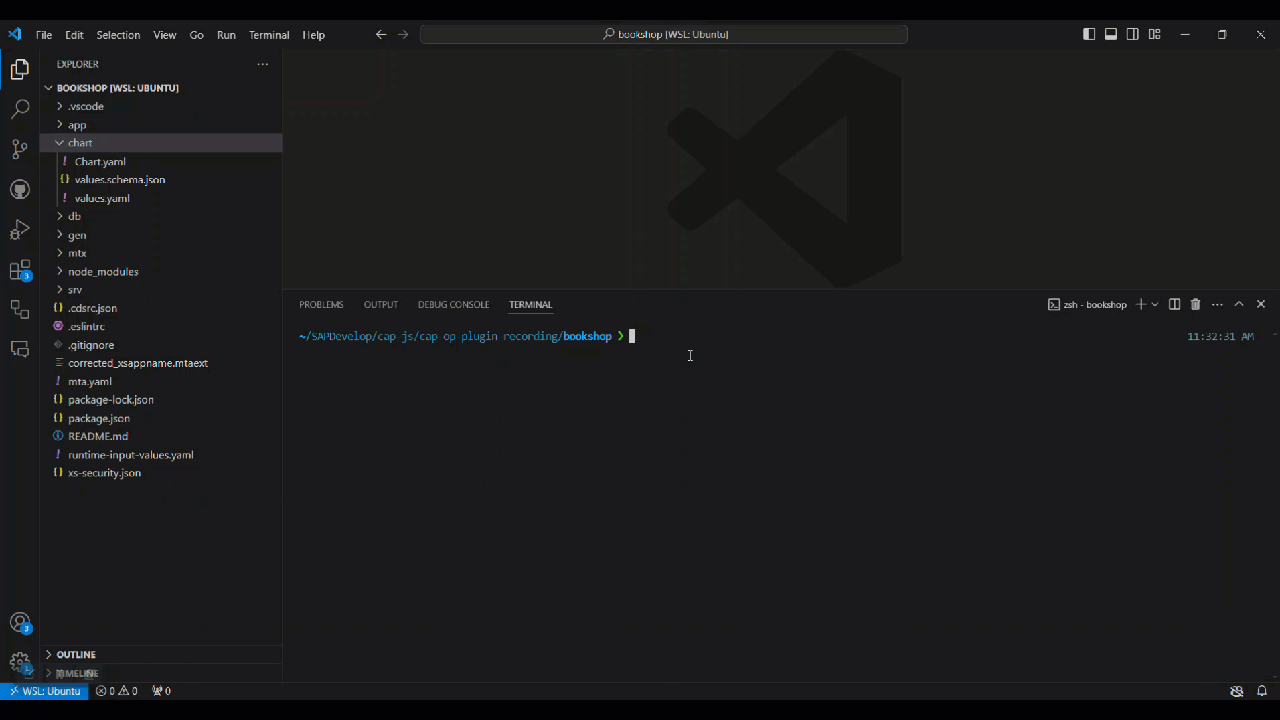 File Edit Selection View Go Run Terminal Help
bookshop [WSL: Ubuntu]
EXPLORER
BOOKSHOP [WSL: UBUNTU]
.vscode
app
chart
Chart.yaml
values.schema.json
values.yaml
db
gen
mtx
node_modules
srv
.cdsrc.json
.eslintrc
.gitignore
corrected_xsappname.mtaext
mta.yaml
package-lock.json
package.json
README.md
runtime-input-values.yaml
xs-security.json
OUTLINE
TIMELINE
PROBLEMS OUTPUT DEBUG CONSOLE TERMINAL
zsh - bookshop
~/SAPDevelop/cap-js/cap-op-plugin-recording/bookshop ❯
11:32:31 AM
3
3
1
WSL: Ubuntu
0 0 0